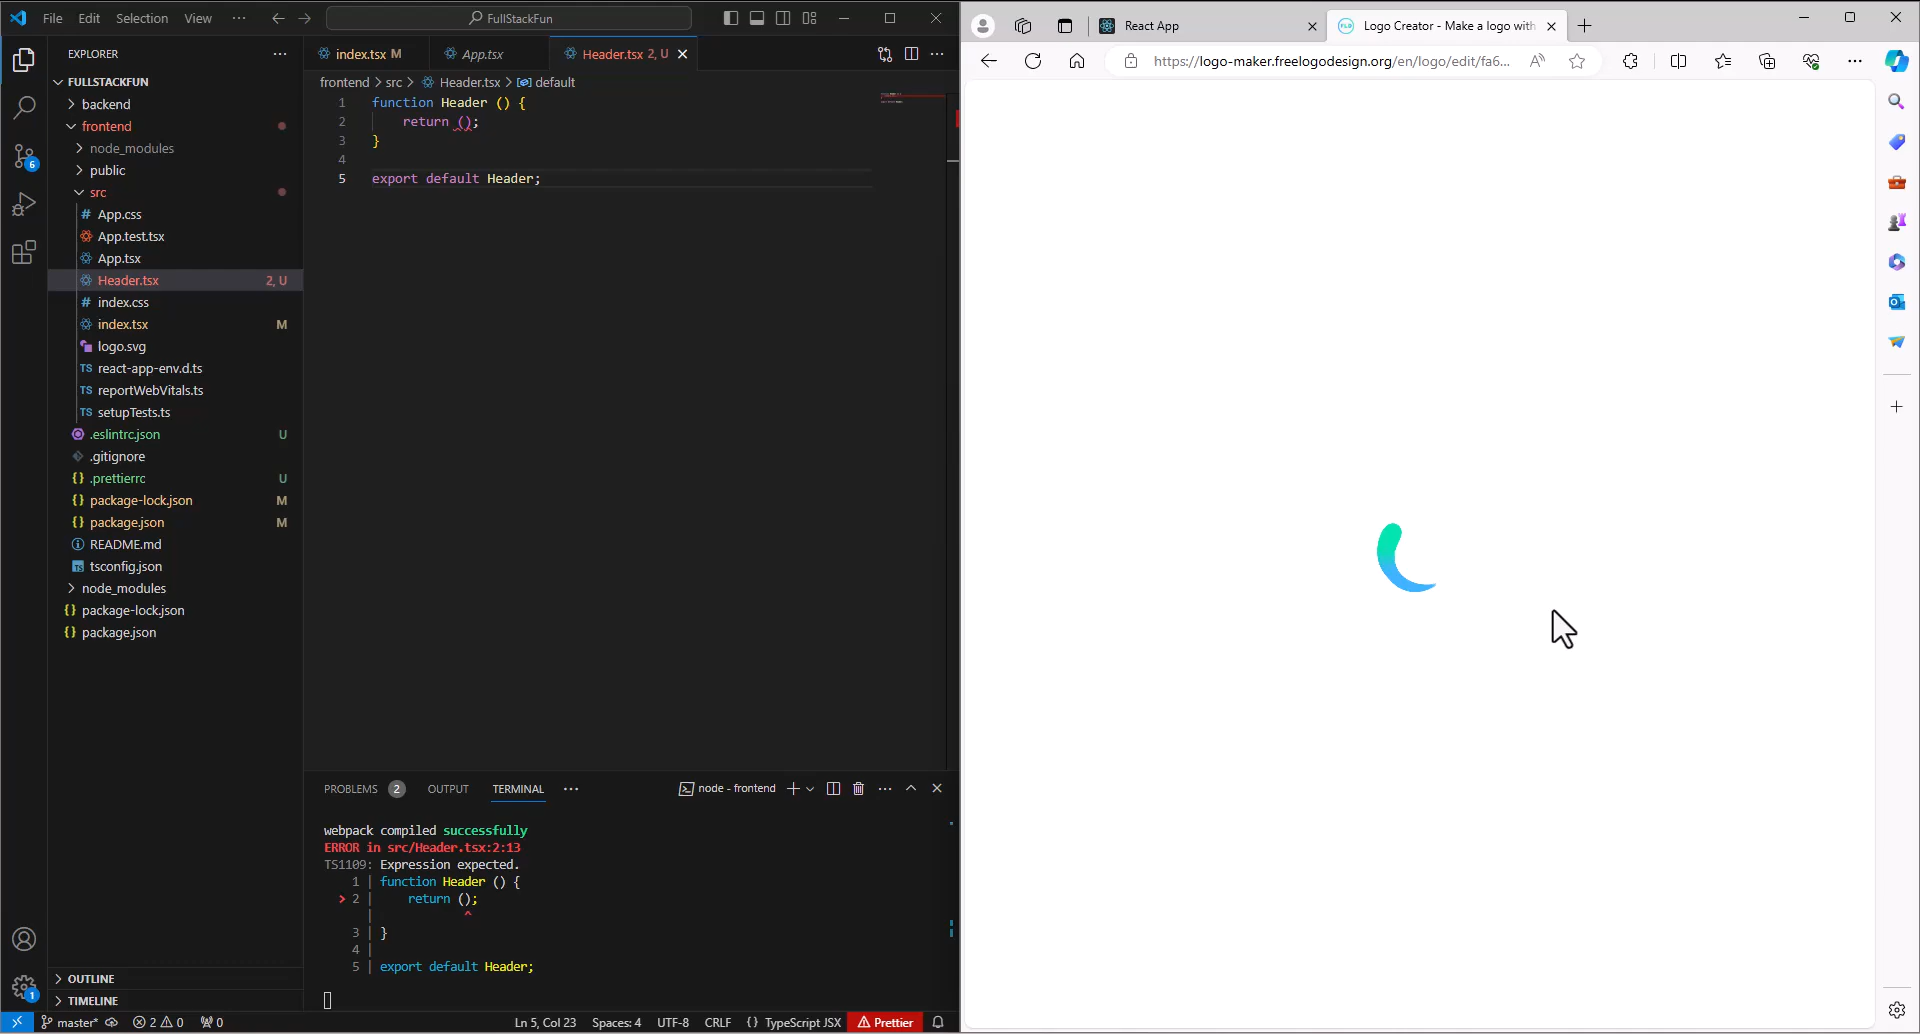 File Edit Selection View ··· FullStackFun
EXPLORER ···
FULLSTACKFUN
backend
frontend
node_modules
public
src
# App.css
App.test.tsx
App.tsx
Header.tsx 2, U
# index.css
index.tsx M
logo.svg
TS react-app-env.d.ts
TS reportWebVitals.ts
TS setupTests.ts
.eslintrc.json U
.gitignore
{} .prettierrc U
{} package-lock.json M
{} package.json M
README.md
TS tsconfig.json
node_modules
{} package-lock.json
{} package.json
OUTLINE
TIMELINE
6
1
index.tsx M App.tsx Header.tsx 2, U
frontend > src > Header.tsx > default
1 function Header () {
2 return ();
3 }
4
5 export default Header;
PROBLEMS 2 OUTPUT TERMINAL ··· node - frontend
webpack compiled successfully
ERROR in src/Header.tsx:2:13
TS1109: Expression expected.
1 | function Header () {
> 2 | return ();
| ^
3 | }
4 |
5 | export default Header;
master* 2 0 0 Ln 5, Col 23 Spaces: 4 UTF-8 CRLF {} TypeScript JSX Prettier
React App
FLD Logo Creator - Make a logo with
https://logo-maker.freelogodesign.org/en/logo/edit/fa6...